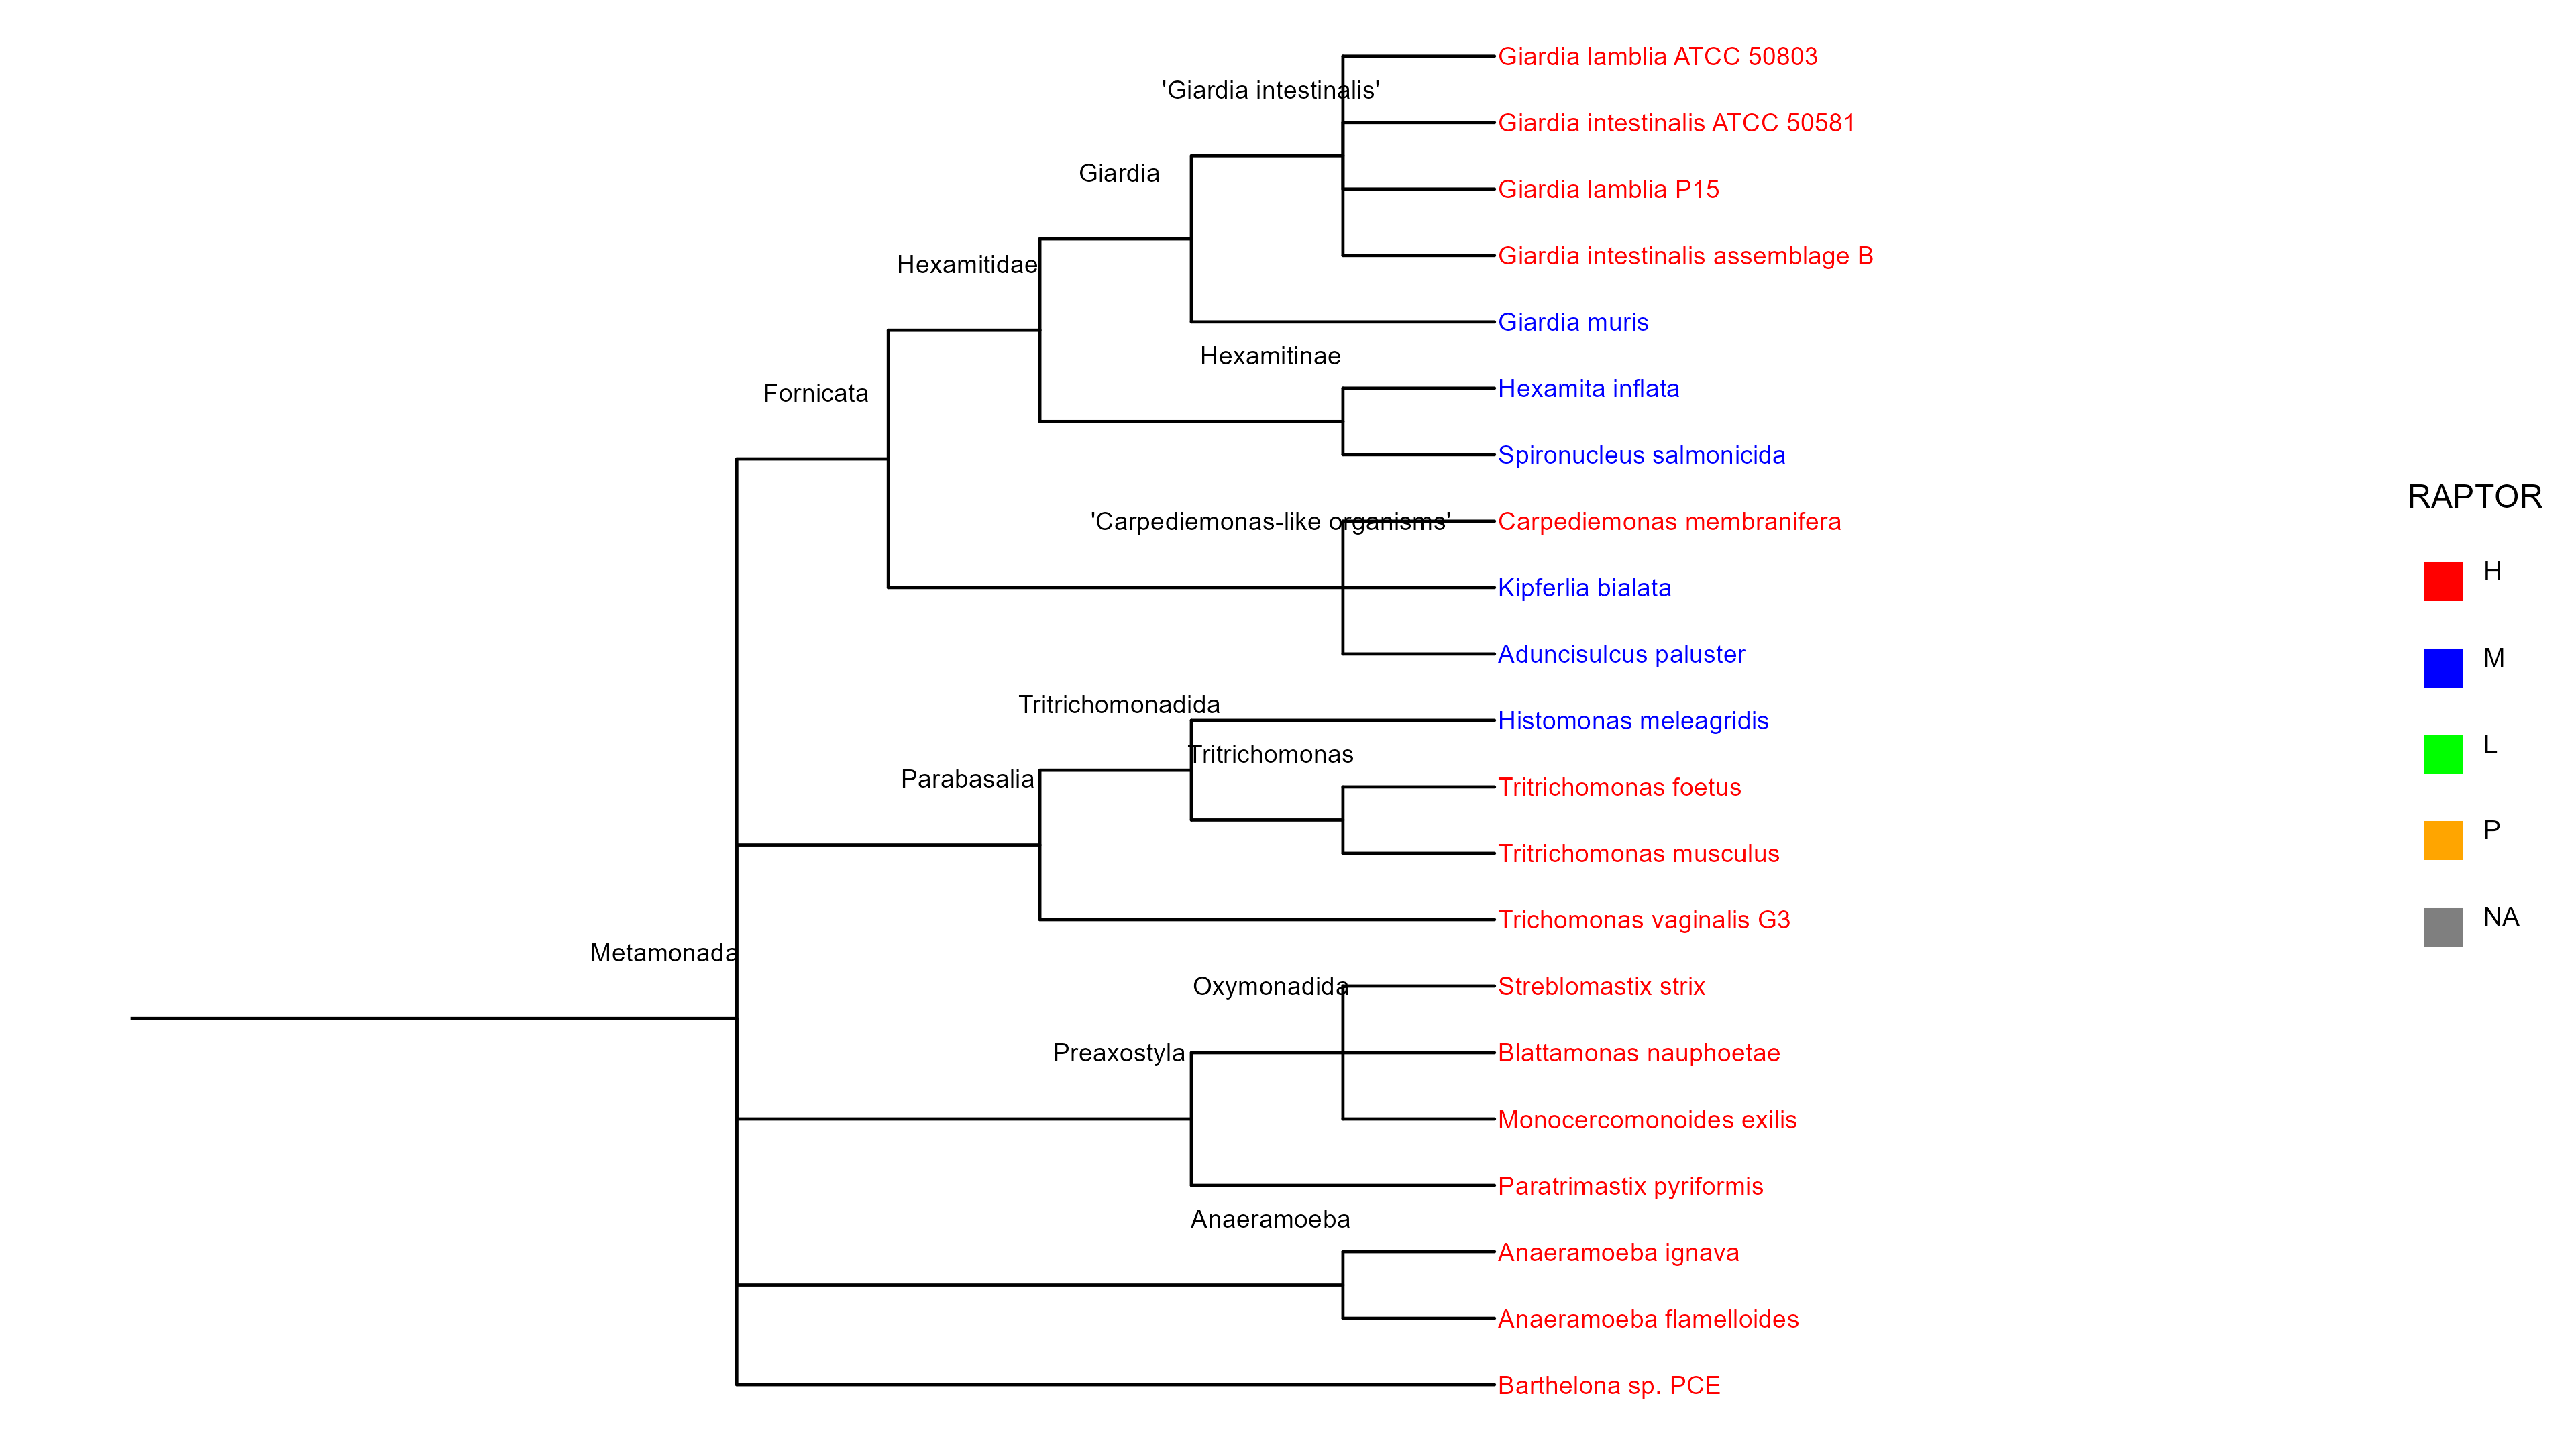 Giardia lamblia ATCC 50803
'Giardia intestinalis'
Giardia intestinalis ATCC 50581
Giardia
Giardia lamblia P15
Giardia intestinalis assemblage B
Hexamitidae
Giardia muris
Hexamitinae
Hexamita inflata
Fornicata
Spironucleus salmonicida
'Carpediemonas-like organisms'
Carpediemonas membranifera
Kipferlia bialata
Aduncisulcus paluster
Tritrichomonadida
Histomonas meleagridis
Tritrichomonas
Parabasalia
Tritrichomonas foetus
Tritrichomonas musculus
Trichomonas vaginalis G3
Metamonada
Oxymonadida
Streblomastix strix
Preaxostyla
Blattamonas nauphoetae
Monocercomonoides exilis
Paratrimastix pyriformis
Anaeramoeba
Anaeramoeba ignava
Anaeramoeba flamelloides
Barthelona sp. PCE
RAPTOR
H
M
L
P
NA